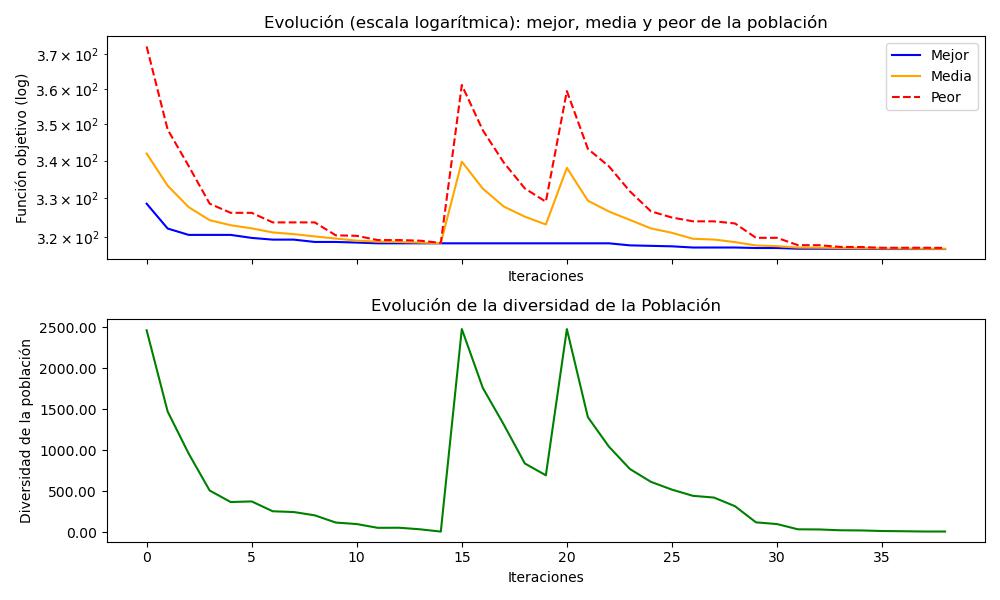 Evolución (escala logarítmica): mejor, media y peor de la población
Función objetivo (log)
3.7 × 10²
3.6 × 10²
3.5 × 10²
3.4 × 10²
3.3 × 10²
3.2 × 10²
Mejor
Media
Peor
Iteraciones
Evolución de la diversidad de la Población
Diversidad de la población
2500.00
2000.00
1500.00
1000.00
500.00
0.00
0 5 10 15 20 25 30 35
Iteraciones